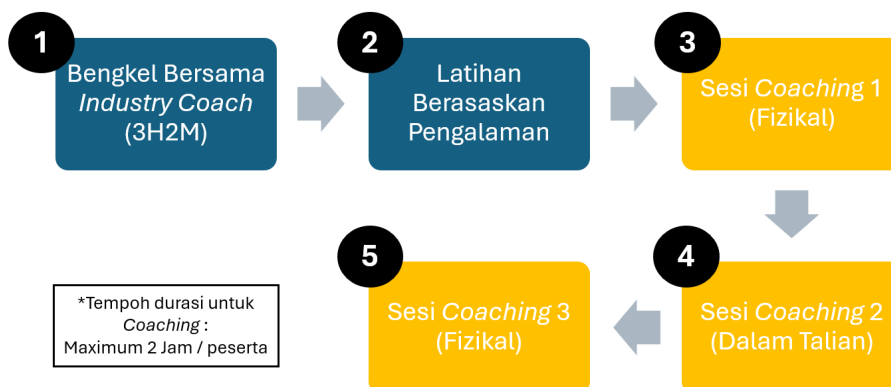 1
Bengkel Bersama
Industry Coach
(3H2M)
2
Latihan
Berasaskan
Pengalaman
3
Sesi Coaching 1
(Fizikal)
4
Sesi Coaching 2
(Dalam Talian)
5
Sesi Coaching 3
(Fizikal)
*Tempoh durasi untuk
Coaching :
Maximum 2 Jam / peserta